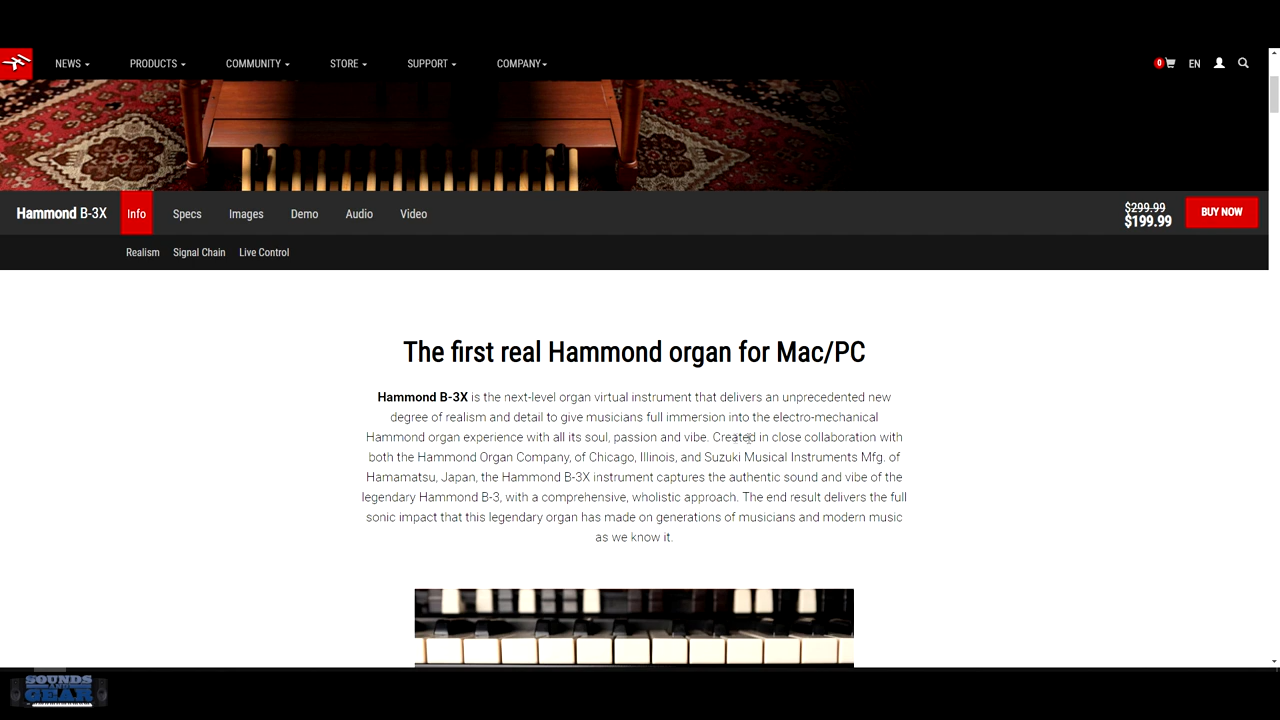 NEWS PRODUCTS COMMUNITY STORE SUPPORT COMPANY 0 EN
Hammond B-3X Info Specs Images Demo Audio Video $299.99 BUY NOW
$199.99
Realism Signal Chain Live Control
The first real Hammond organ for Mac/PC
Hammond B-3X is the next-level organ virtual instrument that delivers an unprecedented new
degree of realism and detail to give musicians full immersion into the electro-mechanical
Hammond organ experience with all its soul, passion and vibe. Created in close collaboration with
both the Hammond Organ Company, of Chicago, Illinois, and Suzuki Musical Instruments Mfg. of
Hamamatsu, Japan, the Hammond B-3X instrument captures the authentic sound and vibe of the
legendary Hammond B-3, with a comprehensive, wholistic approach. The end result delivers the full
sonic impact that this legendary organ has made on generations of musicians and modern music
as we know it.
SOUNDS
AND
GEAR